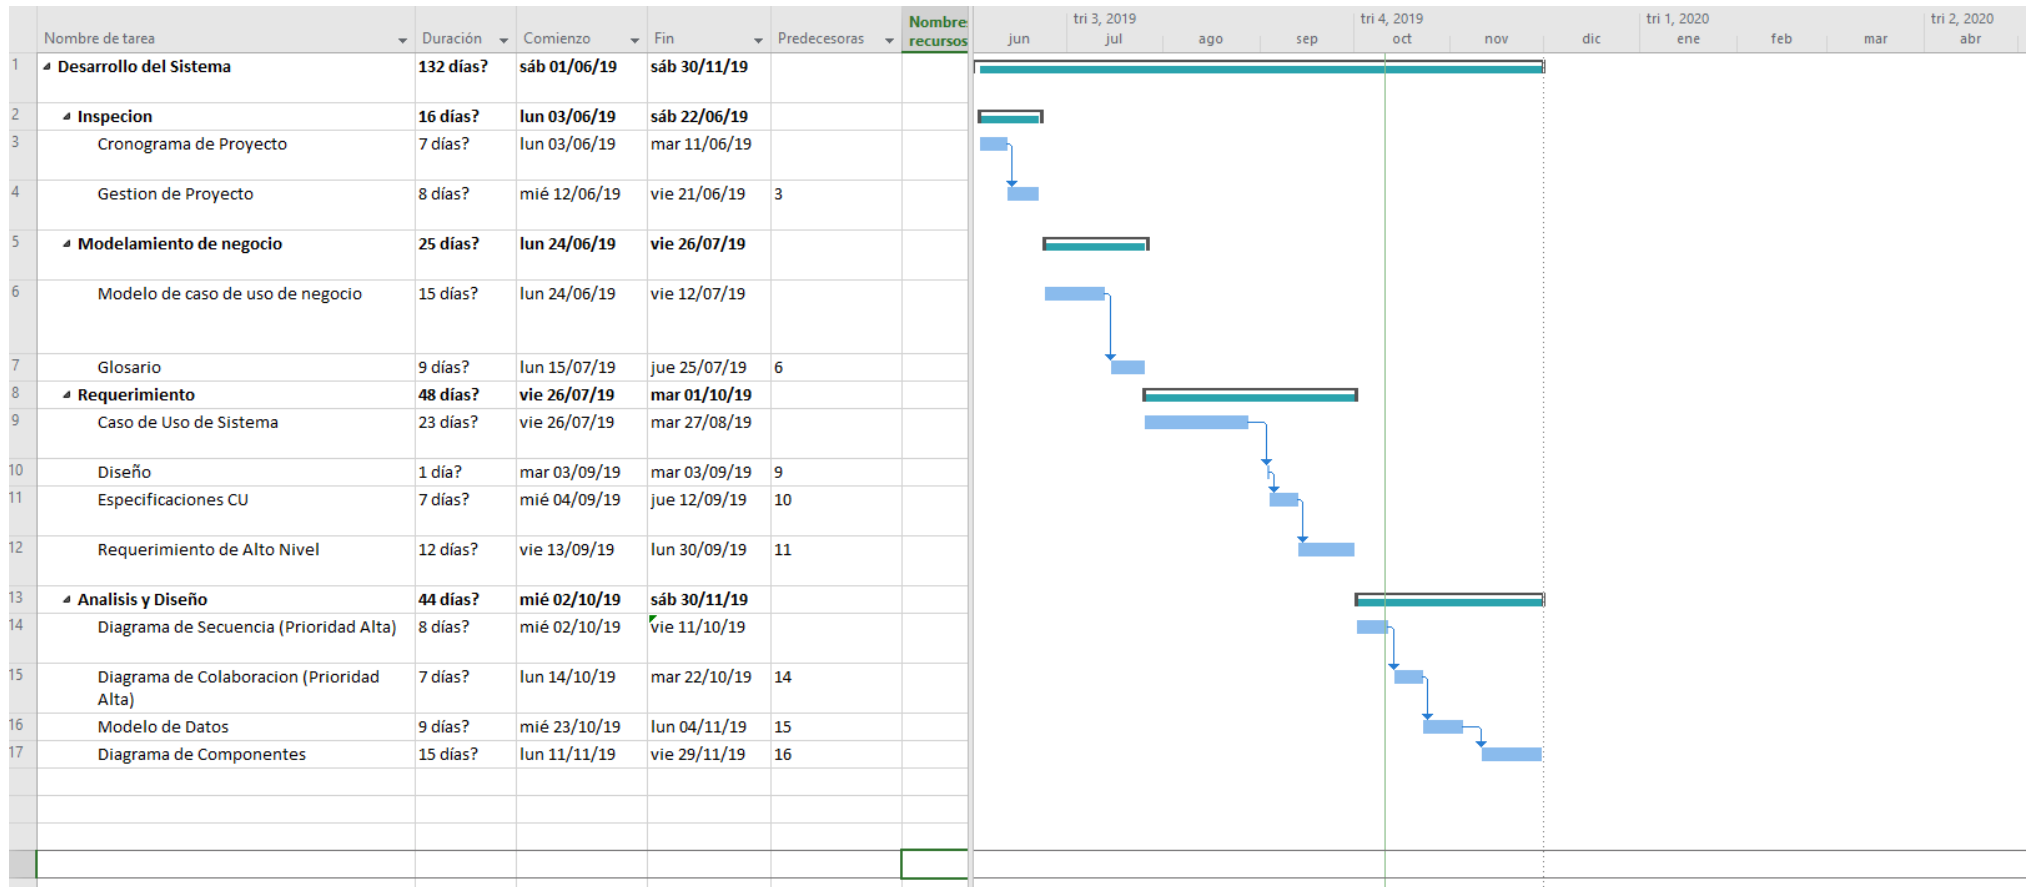 Nombre de tarea Duración Comienzo Fin Predecesoras Nombre
recursos
tri 3, 2019 tri 4, 2019 tri 1, 2020 tri 2, 2020
jun jul ago sep oct nov dic ene feb mar abr
1 Desarrollo del Sistema 132 días? sáb 01/06/19 sáb 30/11/19
2 Inspecion 16 días? lun 03/06/19 sáb 22/06/19
3 Cronograma de Proyecto 7 días? lun 03/06/19 mar 11/06/19
4 Gestion de Proyecto 8 días? mié 12/06/19 vie 21/06/19 3
5 Modelamiento de negocio 25 días? lun 24/06/19 vie 26/07/19
6 Modelo de caso de uso de negocio 15 días? lun 24/06/19 vie 12/07/19
7 Glosario 9 días? lun 15/07/19 jue 25/07/19 6
8 Requerimiento 48 días? vie 26/07/19 mar 01/10/19
9 Caso de Uso de Sistema 23 días? vie 26/07/19 mar 27/08/19
10 Diseño 1 día? mar 03/09/19 mar 03/09/19 9
11 Especificaciones CU 7 días? mié 04/09/19 jue 12/09/19 10
12 Requerimiento de Alto Nivel 12 días? vie 13/09/19 lun 30/09/19 11
13 Analisis y Diseño 44 días? mié 02/10/19 sáb 30/11/19
14 Diagrama de Secuencia (Prioridad Alta) 8 días? mié 02/10/19 vie 11/10/19
15 Diagrama de Colaboracion (Prioridad 7 días? lun 14/10/19 mar 22/10/19 14
Alta)
16 Modelo de Datos 9 días? mié 23/10/19 lun 04/11/19 15
17 Diagrama de Componentes 15 días? lun 11/11/19 vie 29/11/19 16